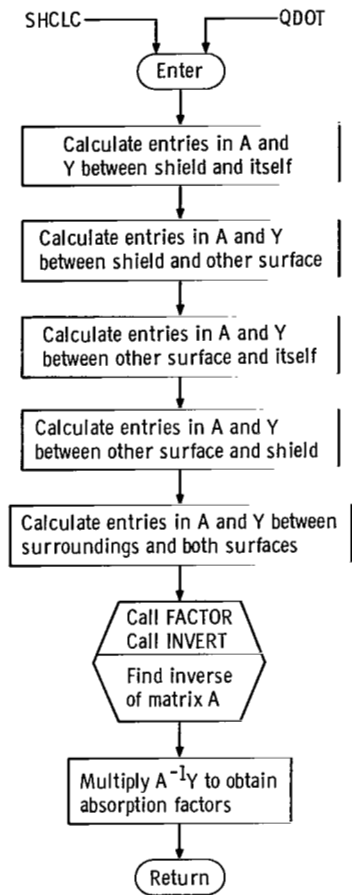 SHCLC
QDOT
Enter
Calculate entries in A and
Y between shield and itself
Calculate entries in A and Y
between shield and other surface
Calculate entries in A and Y
between other surface and itself
Calculate entries in A and Y
between other surface and shield
Calculate entries in A and Y between
surroundings and both surfaces
Call FACTOR
Call INVERT
Find inverse
of matrix A
Multiply A⁻¹Y to obtain
absorption factors
Return